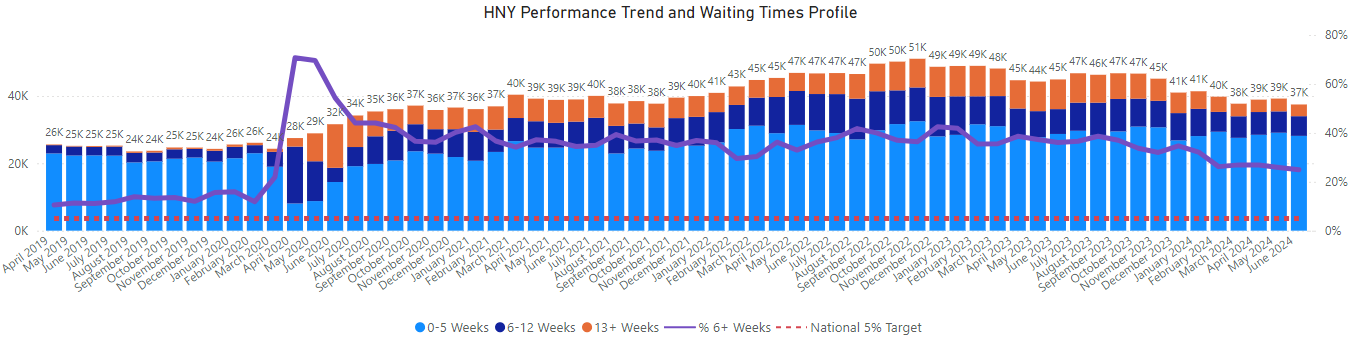 HNY Performance Trend and Waiting Times Profile
80%
60%
40%
20%
0%
40K
20K
0K
26K 25K 25K 25K 24K 24K 25K 25K 24K 26K 26K 24K 28K 29K 32K 34K 35K 36K 37K 36K 37K 36K 37K 40K 39K 39K 39K 40K 38K 39K 38K 39K 40K 41K 43K 45K 45K 47K 47K 47K 47K 50K 50K 51K 49K 49K 49K 48K 45K 44K 45K 47K 46K 47K 47K 45K 41K 41K 40K 38K 39K 39K 37K
April 2019
May 2019
June 2019
July 2019
August 2019
September 2019
October 2019
November 2019
December 2019
January 2020
February 2020
March 2020
April 2020
May 2020
June 2020
July 2020
August 2020
September 2020
October 2020
November 2020
December 2020
January 2021
February 2021
March 2021
April 2021
May 2021
June 2021
July 2021
August 2021
September 2021
October 2021
November 2021
December 2021
January 2022
February 2022
March 2022
April 2022
May 2022
June 2022
July 2022
August 2022
September 2022
October 2022
November 2022
December 2022
January 2023
February 2023
March 2023
April 2023
May 2023
June 2023
July 2023
August 2023
September 2023
October 2023
November 2023
December 2023
January 2024
February 2024
March 2024
April 2024
May 2024
June 2024
0-5 Weeks 6-12 Weeks 13+ Weeks % 6+ Weeks National 5% Target